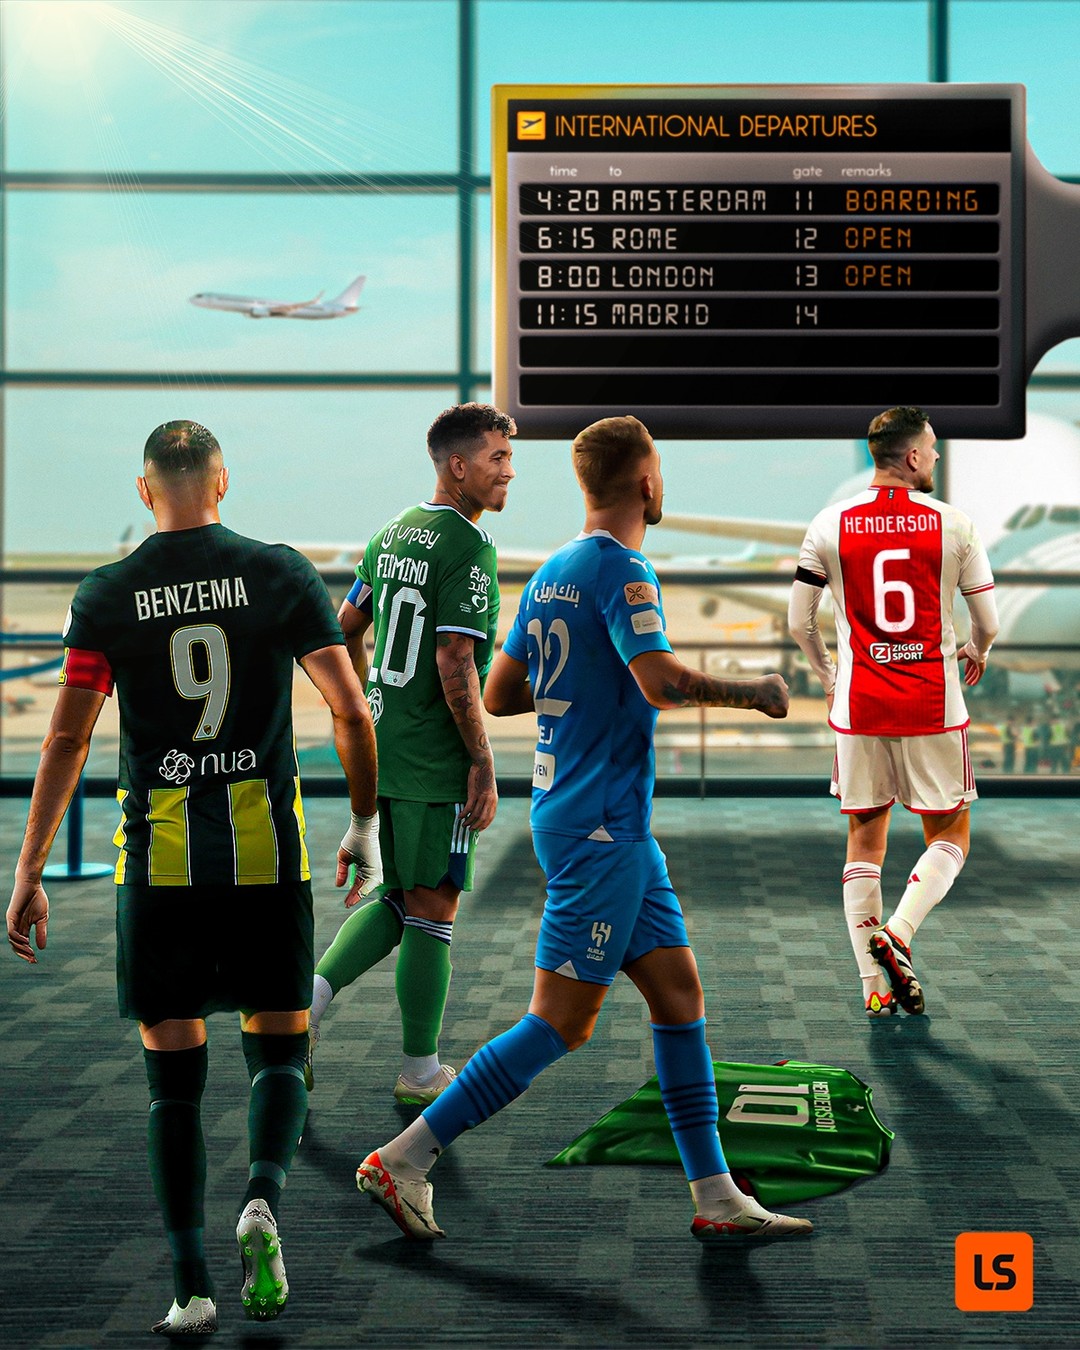 INTERNATIONAL DEPARTURES
time to gate remarks
4:20 AMSTERDAM 11 BOARDING
6:15 ROME 12 OPEN
8:00 LONDON 13 OPEN
11:15 MADRID 14
BENZEMA
9
nua
urpay
FIRMINO
10
بنك الرياض
HENDERSON
6
ZIGGO
SPORT
HENDERSON
10
LS